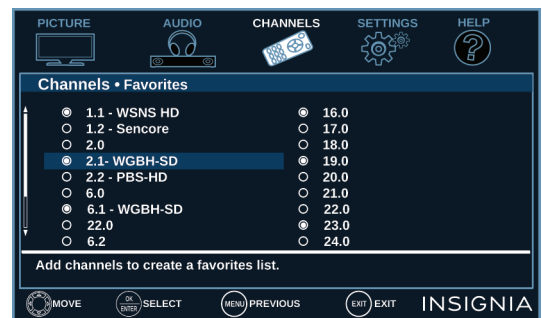 PICTURE AUDIO CHANNELS SETTINGS HELP
Channels • Favorites
1.1 - WSNS HD 16.0
1.2 - Sencore 17.0
2.0 18.0
2.1- WGBH-SD 19.0
2.2 - PBS-HD 20.0
6.0 21.0
6.1 - WGBH-SD 22.0
22.0 23.0
6.2 24.0
Add channels to create a favorites list.
MOVE OK ENTER SELECT MENU PREVIOUS EXIT EXIT INSIGNIA